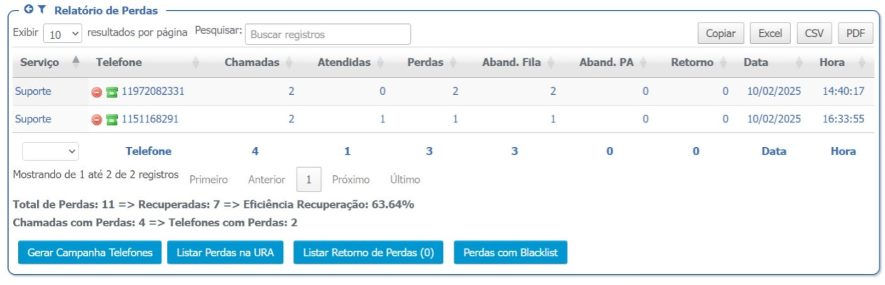 Relatório de Perdas
Exibir 10 resultados por página Pesquisar: Buscar registros Copiar Excel CSV PDF
Serviço Telefone Chamadas Atendidas Perdas Aband. Fila Aband. PA Retorno Data Hora
Suporte 11972082331 2 0 2 2 0 0 10/02/2025 14:40:17
Suporte 1151168291 2 1 1 1 0 0 10/02/2025 16:33:55
Telefone 4 1 3 3 0 0 Data Hora
Mostrando de 1 até 2 de 2 registros Primeiro Anterior 1 Próximo Último
Total de Perdas: 11 => Recuperadas: 7 => Eficiência Recuperação: 63.64%
Chamadas com Perdas: 4 => Telefones com Perdas: 2
Gerar Campanha Telefones Listar Perdas na URA Listar Retorno de Perdas (0) Perdas com Blacklist